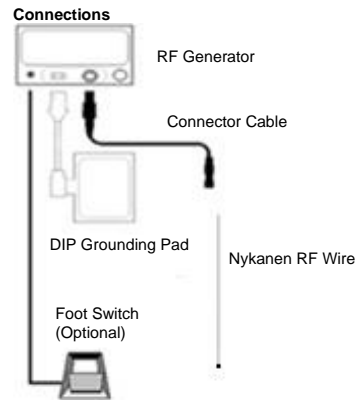 Connections
RF Generator
Connector Cable
DIP Grounding Pad
Nykanen RF Wire
Foot Switch
(Optional)